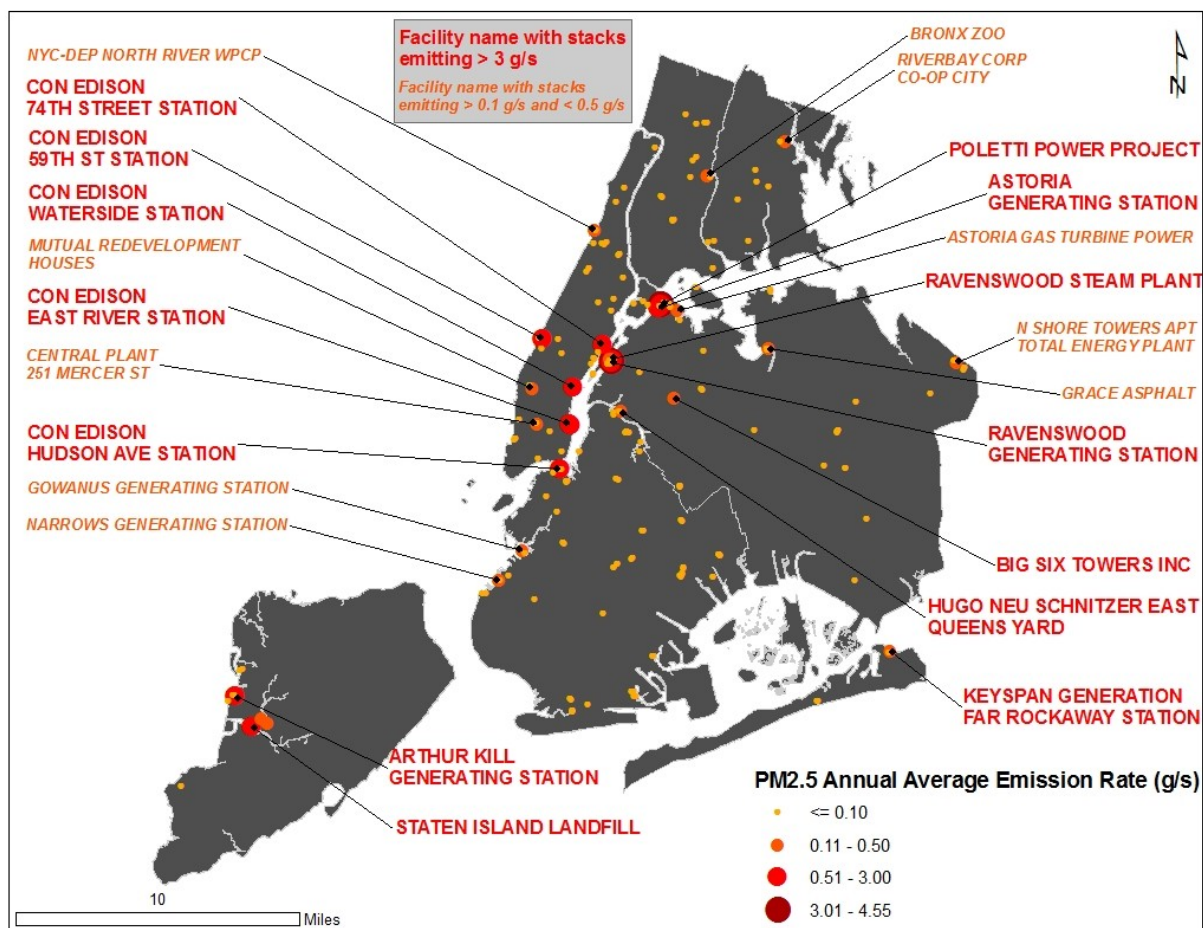 NYC-DEP NORTH RIVER WPCP
CON EDISON
74TH STREET STATION
CON EDISON
59TH ST STATION
CON EDISON
WATERSIDE STATION
MUTUAL REDEVELOPMENT
HOUSES
CON EDISON
EAST RIVER STATION
CENTRAL PLANT
251 MERCER ST
CON EDISON
HUDSON AVE STATION
GOWANUS GENERATING STATION
NARROWS GENERATING STATION
Facility name with stacks
emitting > 3 g/s
Facility name with stacks
emitting > 0.1 g/s and < 0.5 g/s
BRONX ZOO
RIVERBAY CORP
CO-OP CITY
N
POLETTI POWER PROJECT
ASTORIA
GENERATING STATION
ASTORIA GAS TURBINE POWER
RAVENSWOOD STEAM PLANT
N SHORE TOWERS APT
TOTAL ENERGY PLANT
GRACE ASPHALT
RAVENSWOOD
GENERATING STATION
BIG SIX TOWERS INC
HUGO NEU SCHNITZER EAST
QUEENS YARD
KEYSPAN GENERATION
FAR ROCKAWAY STATION
ARTHUR KILL
GENERATING STATION
STATEN ISLAND LANDFILL
PM2.5 Annual Average Emission Rate (g/s)
<= 0.10
0.11 - 0.50
0.51 - 3.00
3.01 - 4.55
10
Miles